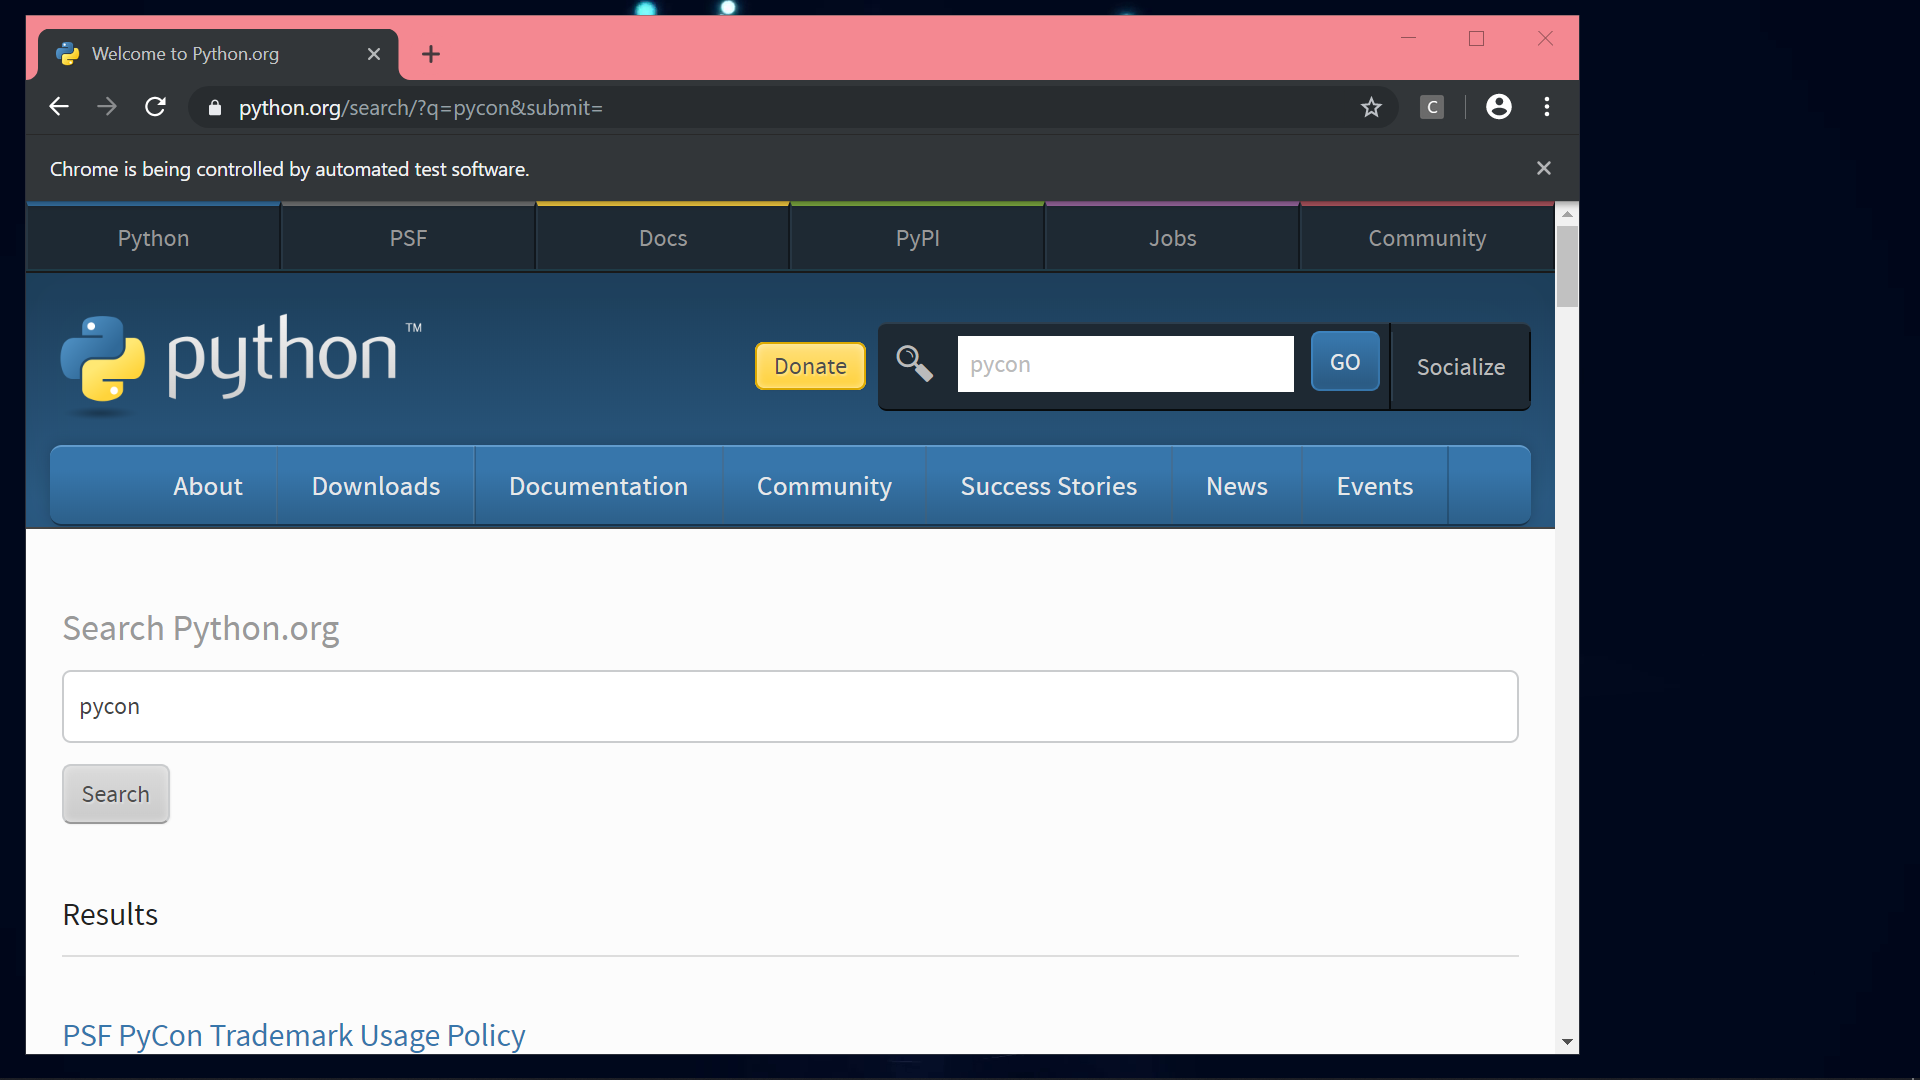 Welcome to Python.org
python.org/search/?q=pycon&submit=
C
Chrome is being controlled by automated test software.
Python PSF Docs PyPI Jobs Community
python™
Donate
pycon
GO
Socialize
About Downloads Documentation Community Success Stories News Events
Search Python.org
pycon
Search
Results
PSF PyCon Trademark Usage Policy